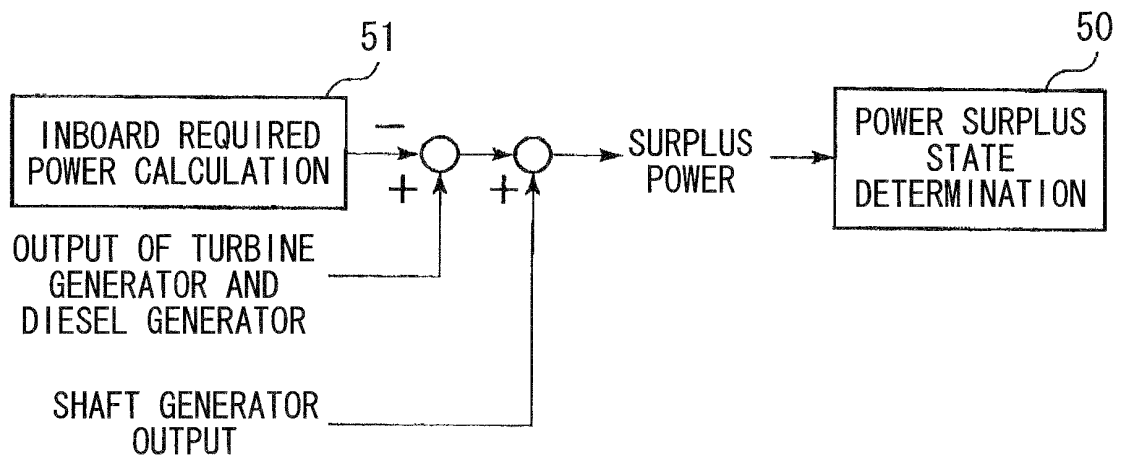 51
50
INBOARD REQUIRED
POWER CALCULATION
−
+
+
SURPLUS
POWER
POWER SURPLUS
STATE
DETERMINATION
OUTPUT OF TURBINE
GENERATOR AND
DIESEL GENERATOR
SHAFT GENERATOR
OUTPUT